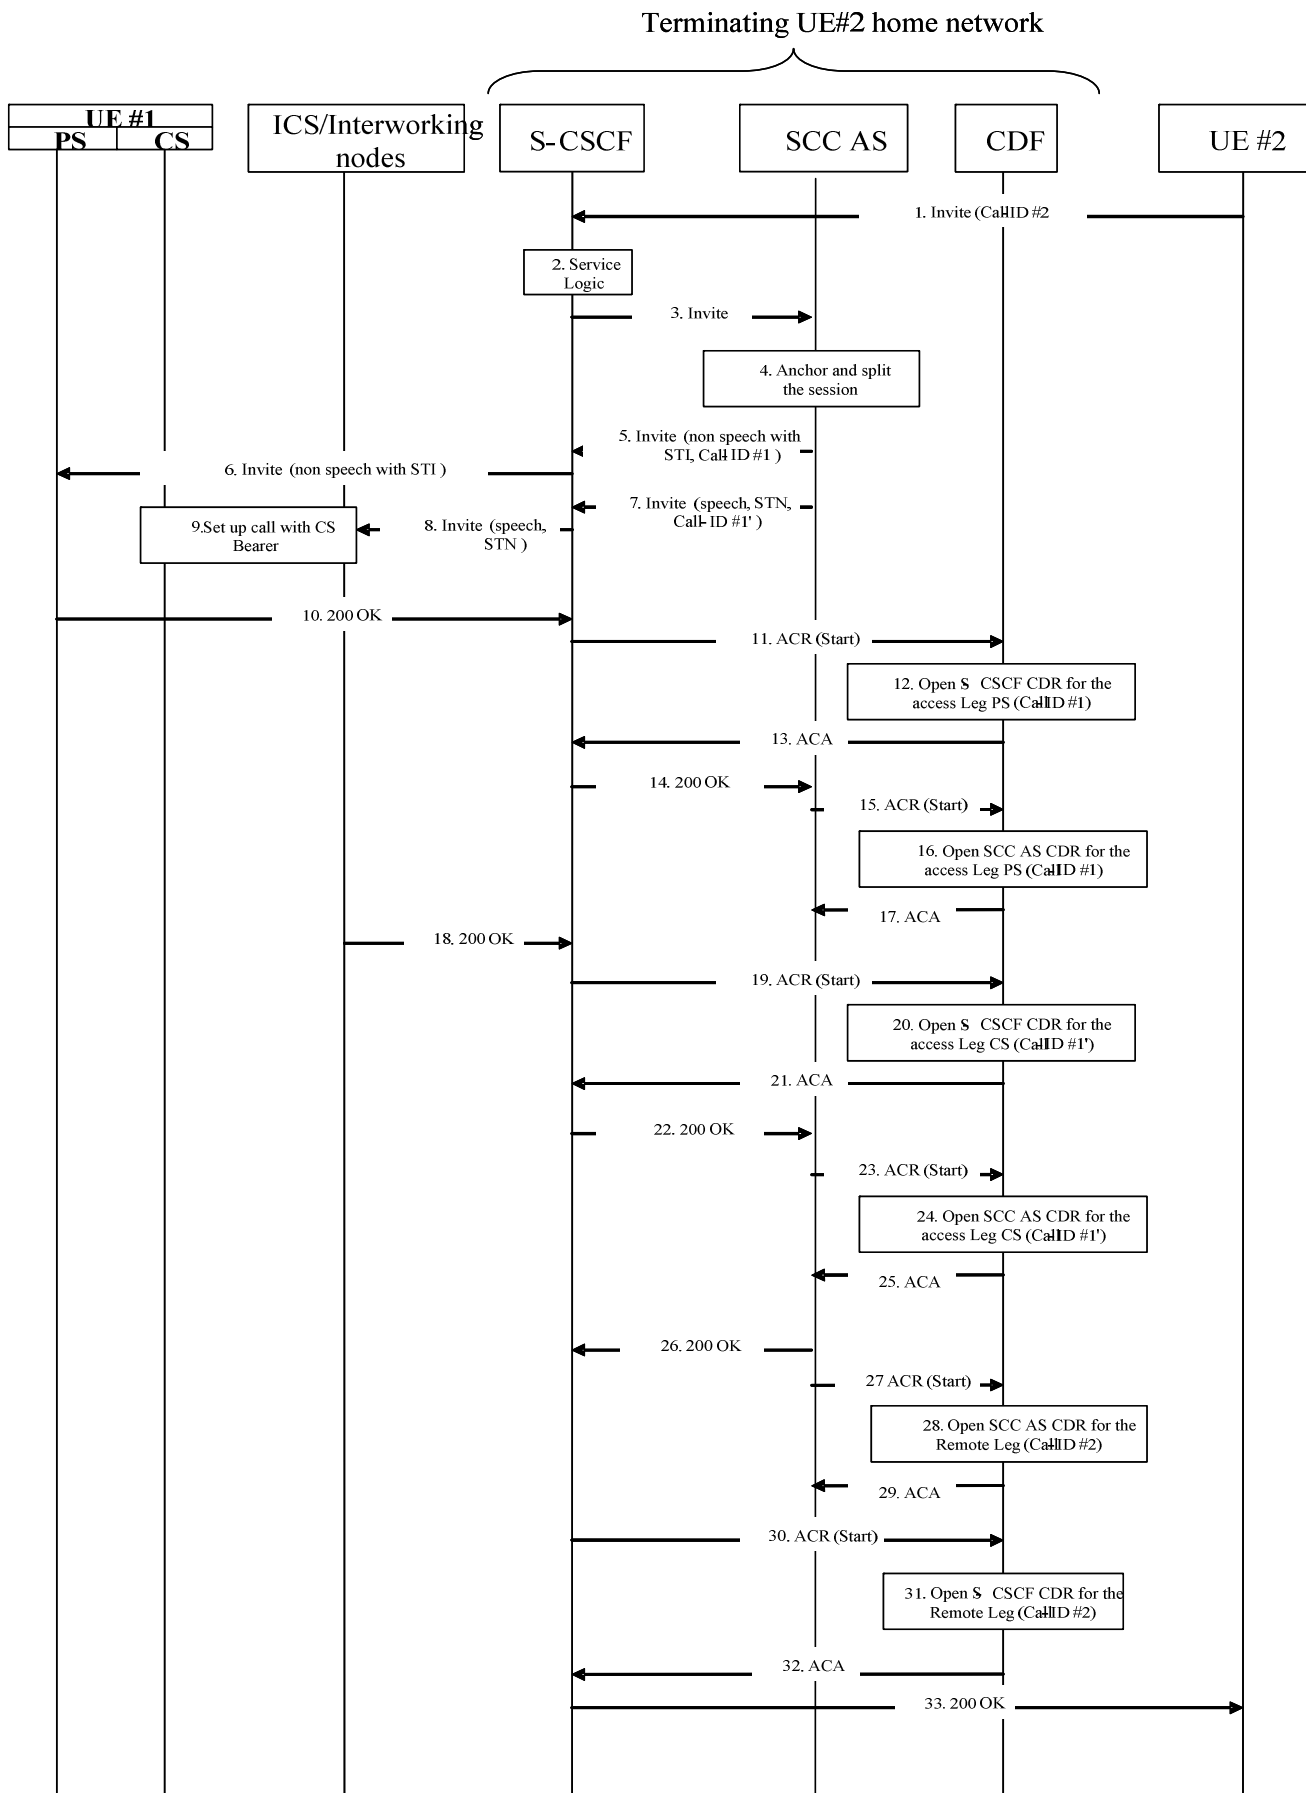 Terminating UE#2 home network
UE #1
PS
CS
ICS/Interworking
nodes
S-CSCF
SCC AS
CDF
UE #2
1. Invite (Call-ID #2
2. Service
Logic
3. Invite
4. Anchor and split
the session
5. Invite (non speech with
STI, Call-ID #1 )
6. Invite (non speech with STI )
7. Invite (speech, STN,
Call-ID #1' )
8. Invite (speech,
STN )
9.Set up call with CS
Bearer
10. 200 OK
11. ACR (Start)
12. Open S-CSCF CDR for the
access Leg PS (Call-ID #1)
13. ACA
14. 200 OK
15. ACR (Start)
16. Open SCC AS CDR for the
access Leg PS (Call-ID #1)
17. ACA
18. 200 OK
19. ACR (Start)
20. Open S-CSCF CDR for the
access Leg CS (Call-ID #1')
21. ACA
22. 200 OK
23. ACR (Start)
24. Open SCC AS CDR for the
access Leg CS (Call-ID #1')
25. ACA
26. 200 OK
27 ACR (Start)
28. Open SCC AS CDR for the
Remote Leg (Call-ID #2)
29. ACA
30. ACR (Start)
31. Open S-CSCF CDR for the
Remote Leg (Call-ID #2)
32. ACA
33. 200 OK